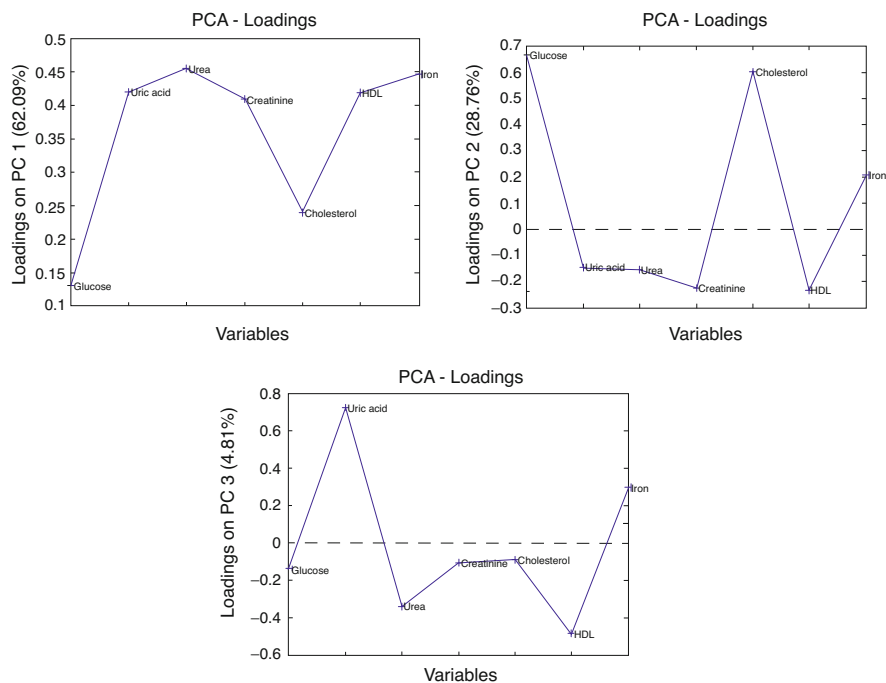 PCA - Loadings
Loadings on PC 1 (62.09%)
0.5
0.45
0.4
0.35
0.3
0.25
0.2
0.15
0.1
Glucose
Uric acid
Urea
Creatinine
Cholesterol
HDL
Iron
Variables
PCA - Loadings
Loadings on PC 2 (28.76%)
0.7
0.6
0.5
0.4
0.3
0.2
0.1
0
−0.1
−0.2
−0.3
Glucose
Uric acid
Urea
Creatinine
Cholesterol
HDL
Iron
Variables
PCA - Loadings
Loadings on PC 3 (4.81%)
0.8
0.6
0.4
0.2
0
−0.2
−0.4
−0.6
Glucose
Uric acid
Urea
Creatinine
Cholesterol
HDL
Iron
Variables